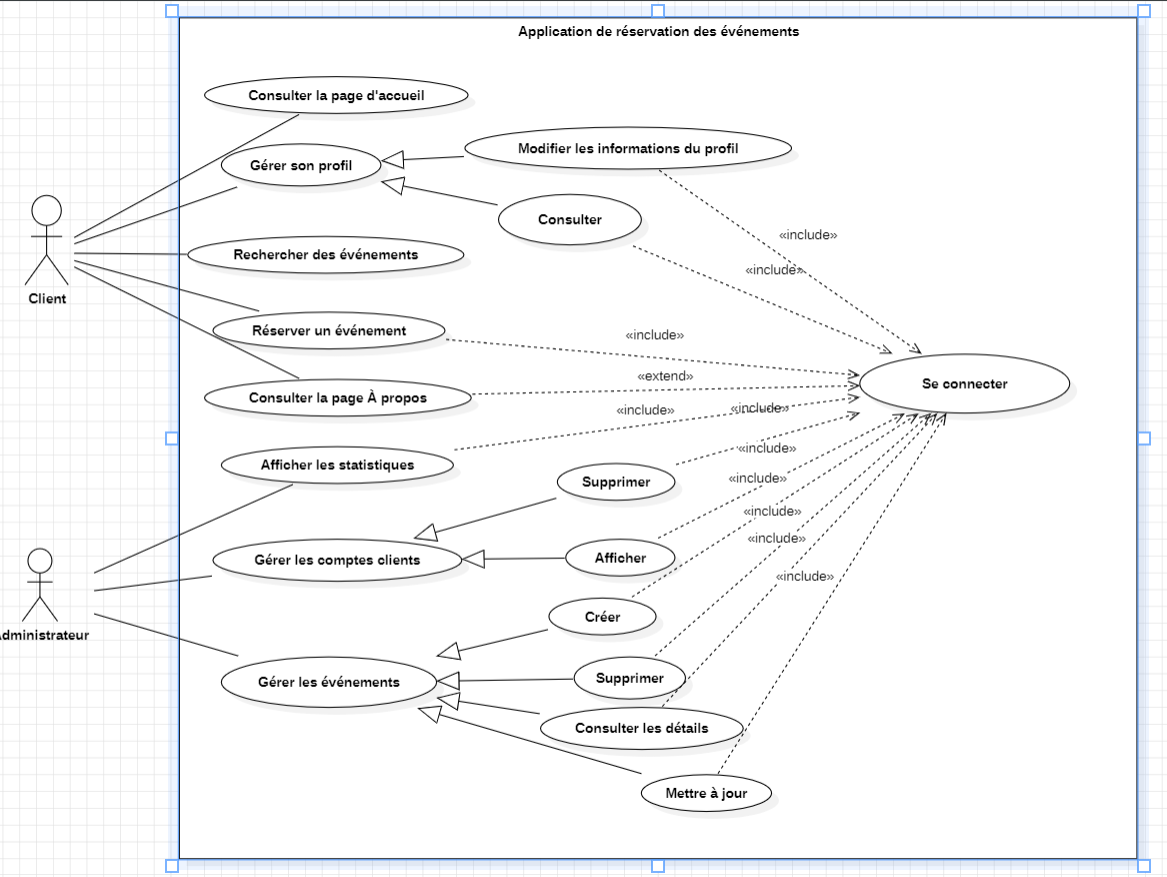 Application de réservation des événements
Consulter la page d'accueil
Modifier les informations du profil
Gérer son profil
Consulter
«include»
Rechercher des événements
«include»
Client
Réserver un événement
«include»
«extend»
Se connecter
Consulter la page À propos
«include»
«include»
«include»
Afficher les statistiques
«include»
Supprimer
«include»
«include»
Gérer les comptes clients
Afficher
«include»
Créer
dministrateur
Gérer les événements
Supprimer
Consulter les détails
Mettre à jour